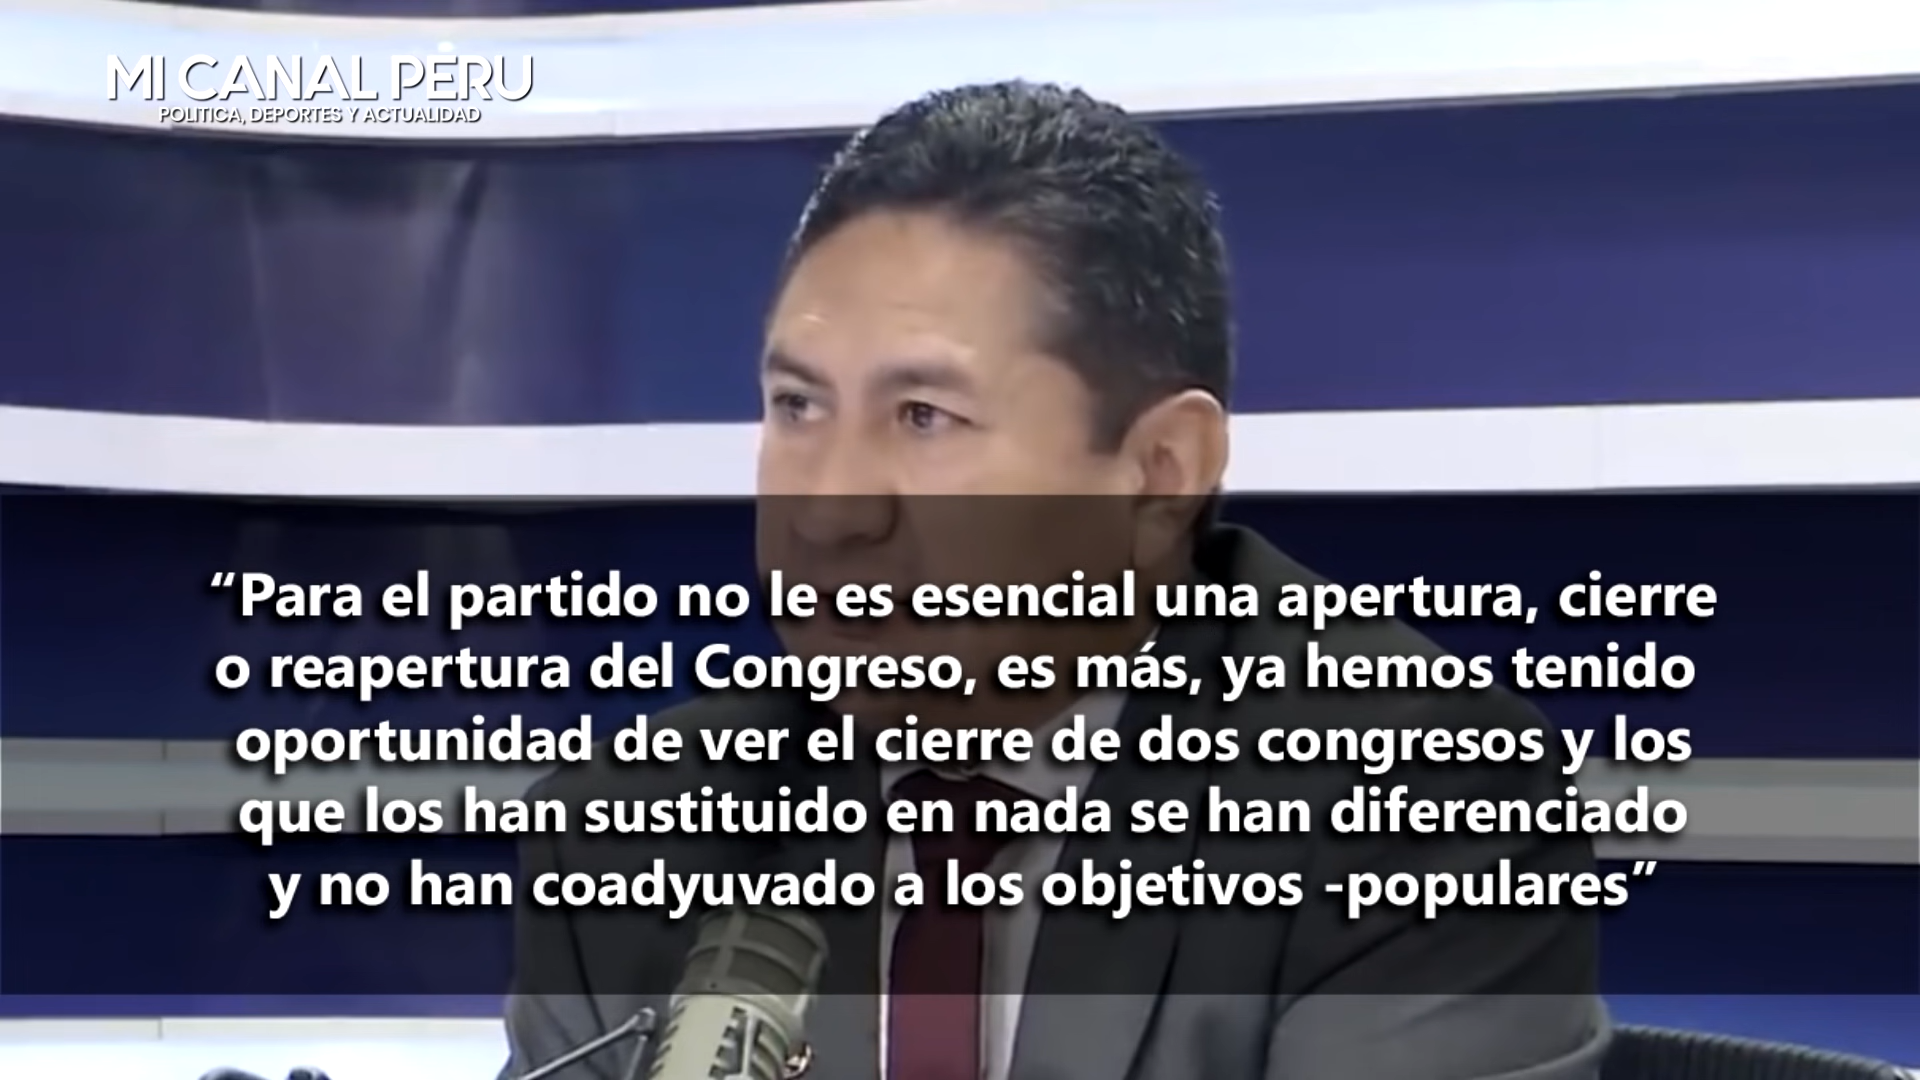 MI CANAL PERU
POLITICA, DEPORTES Y ACTUALIDAD
“Para el partido no le es esencial una apertura, cierre
o reapertura del Congreso, es más, ya hemos tenido
oportunidad de ver el cierre de dos congresos y los
que los han sustituido en nada se han diferenciado
y no han coadyuvado a los objetivos -populares”